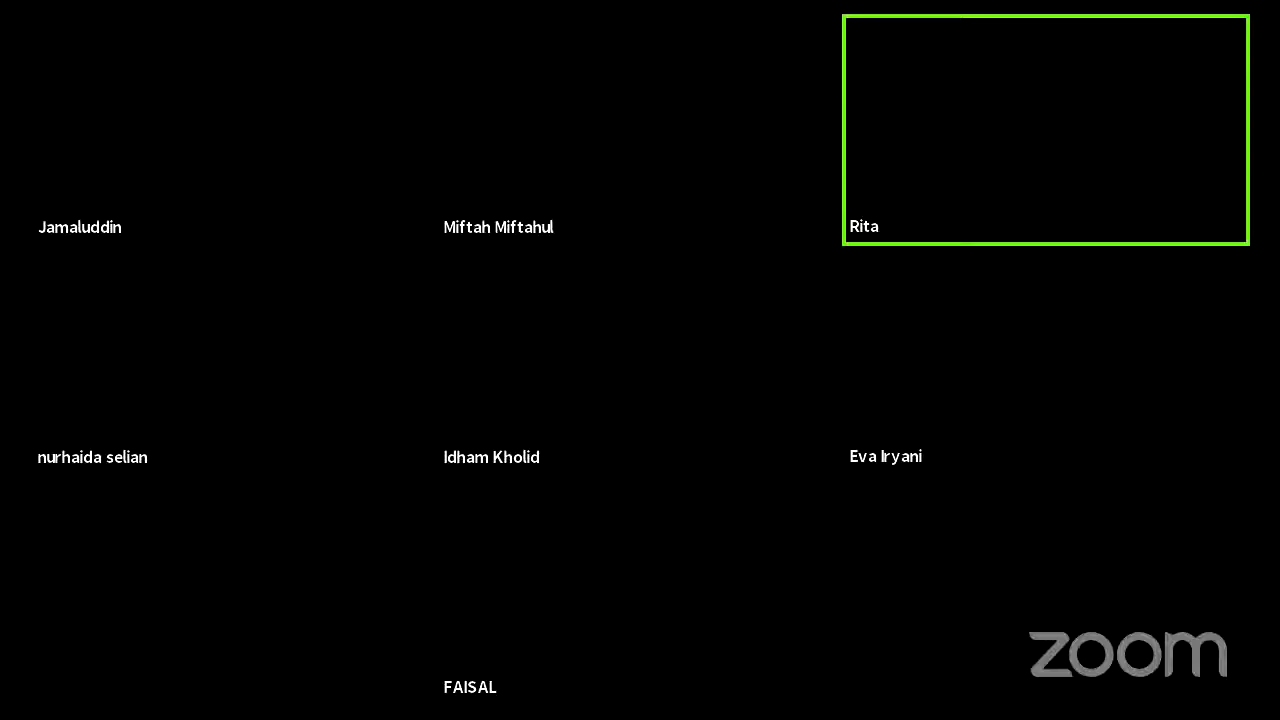 Jamaluddin
Miftah Miftahul
Rita
nurhaida selian
Idham Kholid
Eva Iryani
FAISAL
zoom